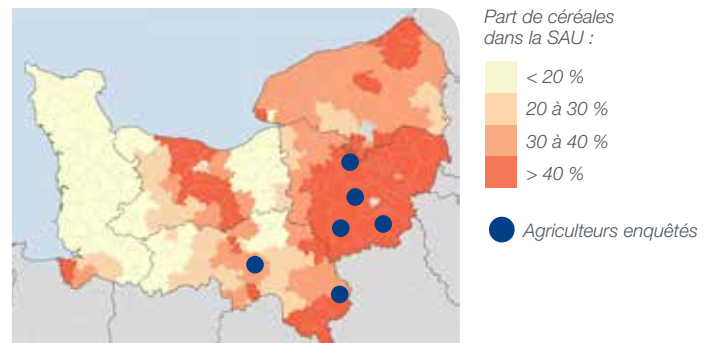 Part de céréales
dans la SAU :
< 20 %
20 à 30 %
30 à 40 %
> 40 %
Agriculteurs enquêtés